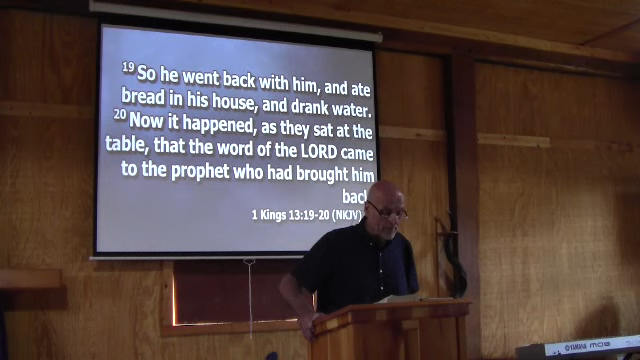 19 So he went back with him, and ate
bread in his house, and drank water.
20 Now it happened, as they sat at the
table, that the word of the LORD came
to the prophet who had brought him
back.
1 Kings 13:19-20 (NKJV)
YAMAHA MO8